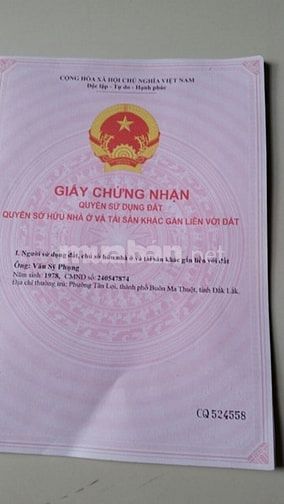 CỘNG HÒA XÃ HỘI CHỦ NGHĨA VIỆT NAM
Độc lập - Tự do - Hạnh phúc
GIẤY CHỨNG NHẬN
QUYỀN SỬ DỤNG ĐẤT
QUYỀN SỞ HỮU NHÀ Ở VÀ TÀI SẢN KHÁC GẮN LIỀN VỚI ĐẤT
muaban.net
I. Người sử dụng đất, chủ sở hữu nhà ở và tài sản khác gắn liền với đất
Ông: Văn Sỹ Phụng
Năm sinh: 1978, CMND số: 240547874
Địa chỉ thường trú: Phường Tân Lợi, thành phố Buôn Ma Thuột, tỉnh Đắk Lắk.
CQ 524558